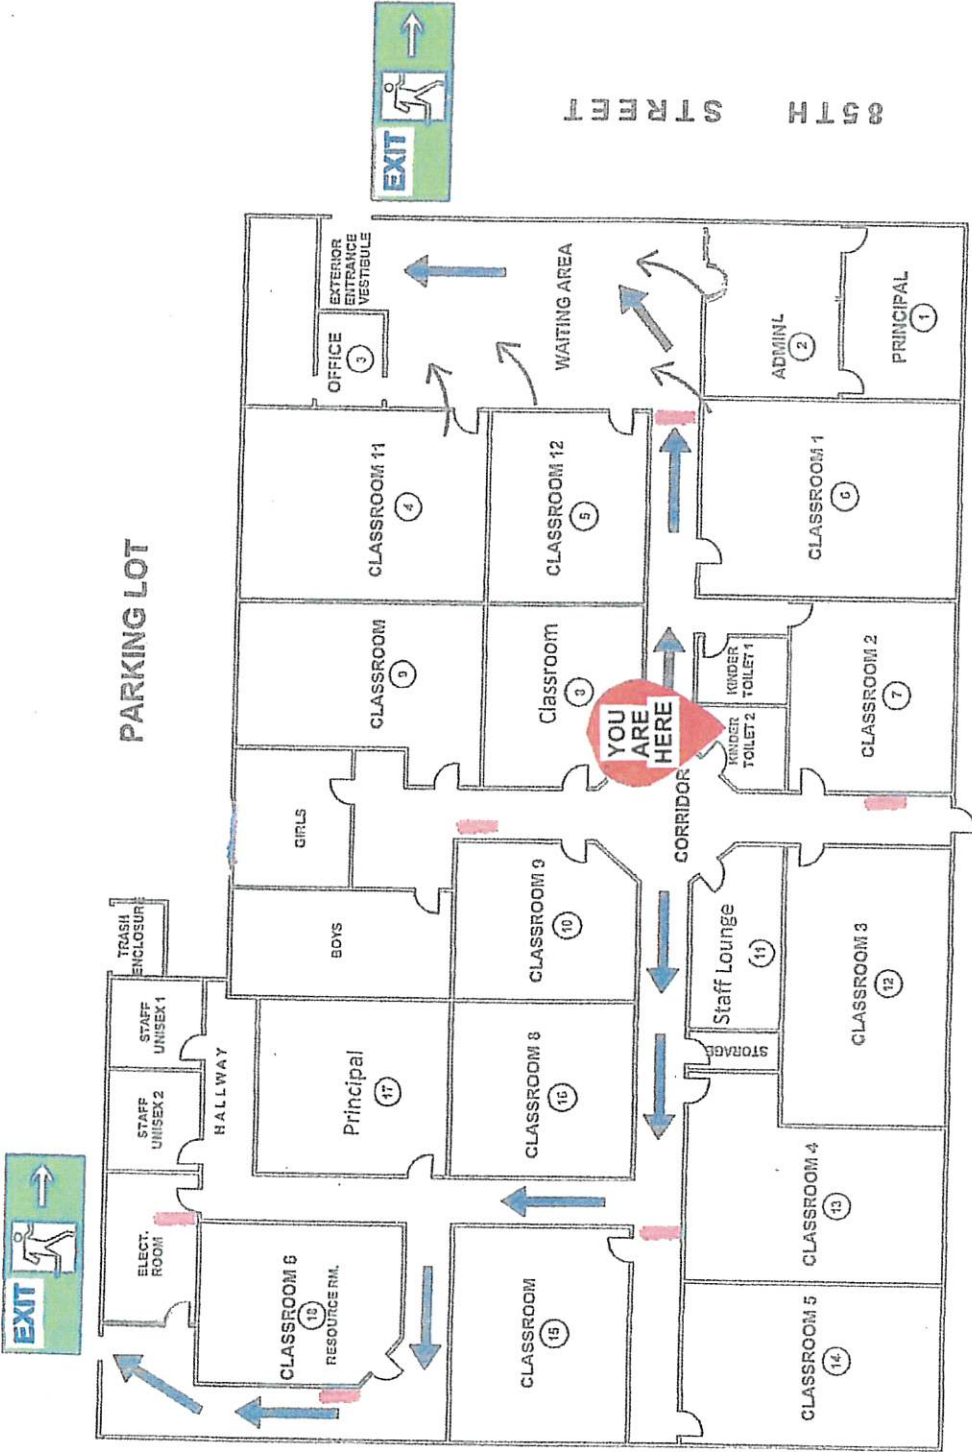 EXIT
85TH STREET
PARKING LOT
EXTERIOR
ENTRANCE
VESTIBULE
OFFICE
3
WAITING AREA
ADMINL
2
PRINCIPAL
1
CLASSROOM 11
4
CLASSROOM 12
5
CLASSROOM 1
6
CLASSROOM
9
Classroom
8
YOU
ARE
HERE
KINDER
TOILET 1
KINDER
TOILET 2
CLASSROOM 2
7
CORRIDOR
GIRLS
BOYS
CLASSROOM 9
10
Staff Lounge
11
CLASSROOM 3
12
TRASH
ENCLOSURE
STAFF
UNISEX 1
STAFF
UNISEX 2
HALLWAY
Principal
17
CLASSROOM 8
16
STORAGE
CLASSROOM 4
13
EXIT
ELECT.
ROOM
CLASSROOM 6
18
RESOURCE RM.
CLASSROOM
15
CLASSROOM 5
14